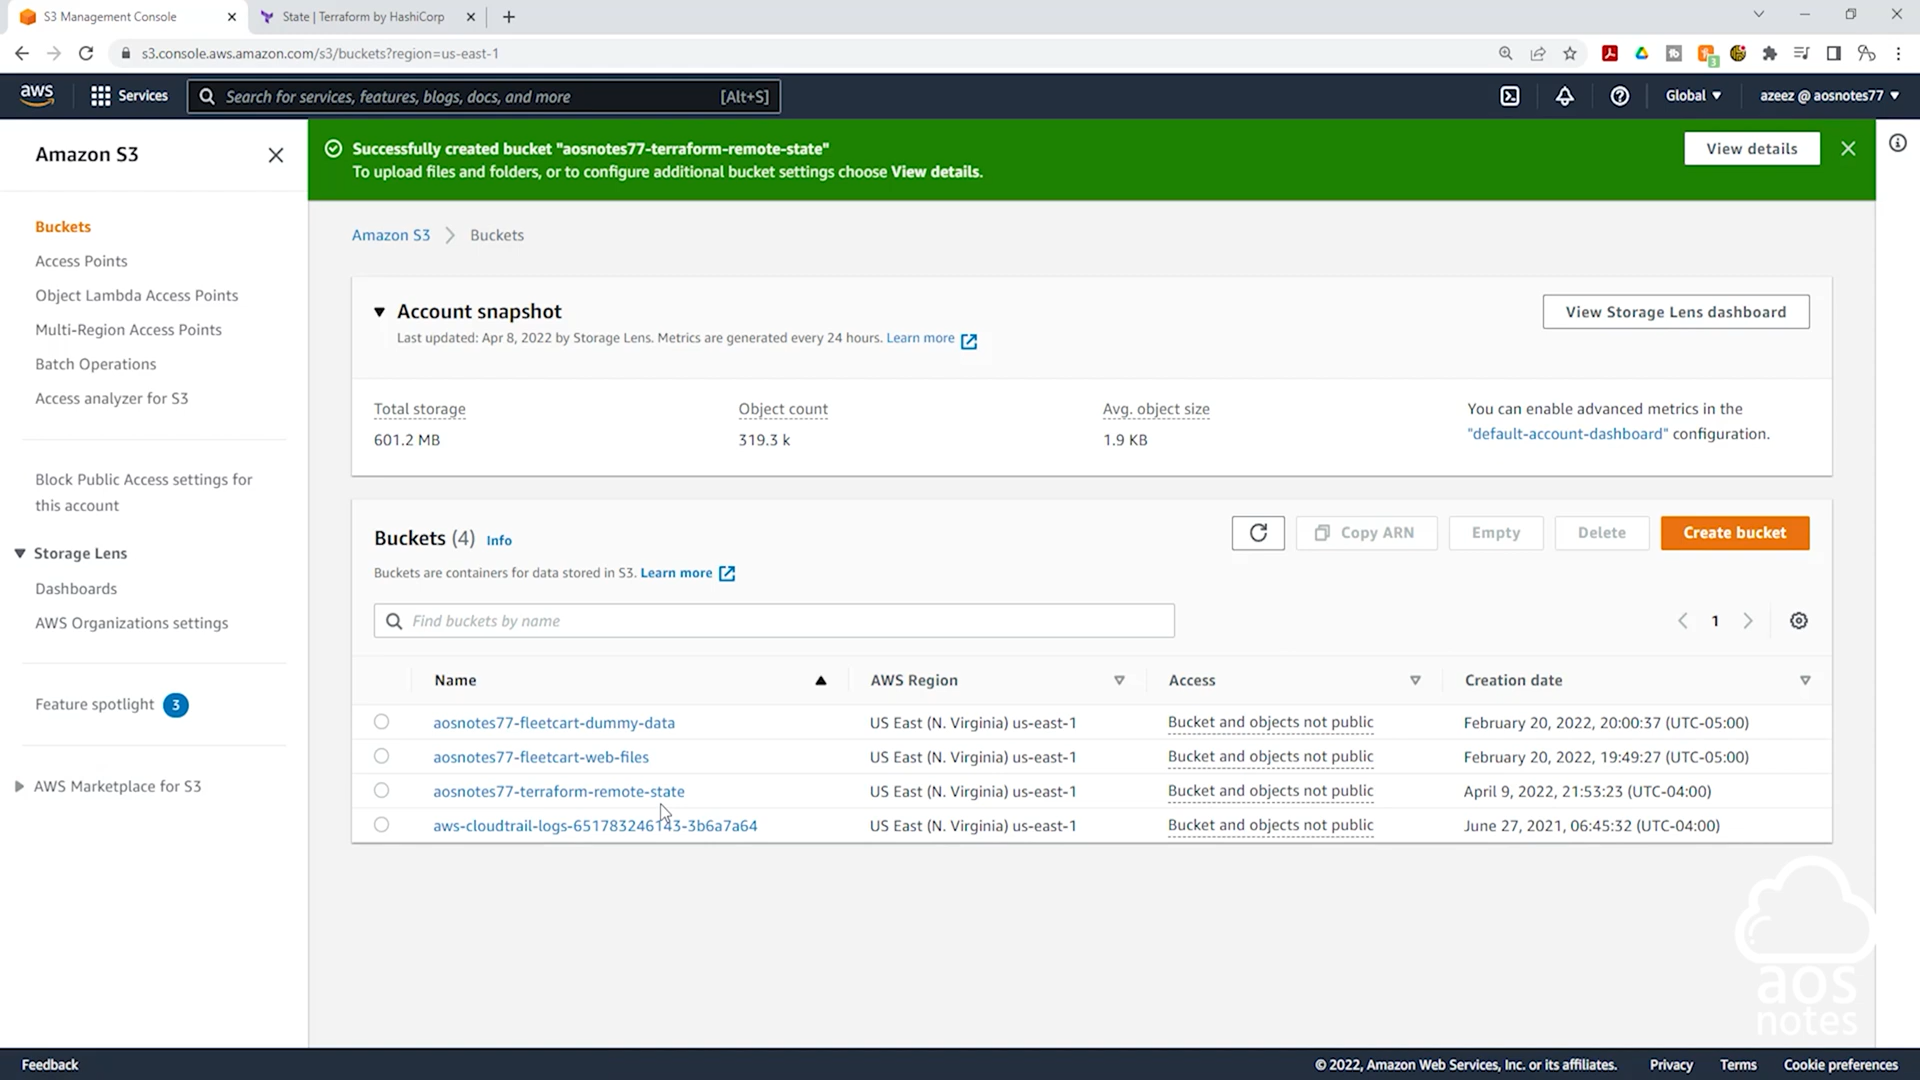 S3 Management Console
State | Terraform by HashiCorp
s3.console.aws.amazon.com/s3/buckets?region=us-east-1
3
aws
Services
Search for services, features, blogs, docs, and more
[Alt+S]
Global
azeez @ aosnotes77
Amazon S3
Buckets
Access Points
Object Lambda Access Points
Multi-Region Access Points
Batch Operations
Access analyzer for S3
Block Public Access settings for
this account
Storage Lens
Dashboards
AWS Organizations settings
Feature spotlight 3
AWS Marketplace for S3
Successfully created bucket "aosnotes77-terraform-remote-state"
To upload files and folders, or to configure additional bucket settings choose View details.
View details
Amazon S3 > Buckets
Account snapshot
Last updated: Apr 8, 2022 by Storage Lens. Metrics are generated every 24 hours. Learn more
View Storage Lens dashboard
Total storage
601.2 MB
Object count
319.3 k
Avg. object size
1.9 KB
You can enable advanced metrics in the
"default-account-dashboard" configuration.
Buckets (4) Info
Buckets are containers for data stored in S3. Learn more
Copy ARN
Empty
Delete
Create bucket
Find buckets by name
1
Name AWS Region Access Creation date
aosnotes77-fleetcart-dummy-data US East (N. Virginia) us-east-1 Bucket and objects not public February 20, 2022, 20:00:37 (UTC-05:00)
aosnotes77-fleetcart-web-files US East (N. Virginia) us-east-1 Bucket and objects not public February 20, 2022, 19:49:27 (UTC-05:00)
aosnotes77-terraform-remote-state US East (N. Virginia) us-east-1 Bucket and objects not public April 9, 2022, 21:53:23 (UTC-04:00)
aws-cloudtrail-logs-651783246143-3b6a7a64 US East (N. Virginia) us-east-1 Bucket and objects not public June 27, 2021, 06:45:32 (UTC-04:00)
aos
notes
Feedback
© 2022, Amazon Web Services, Inc. or its affiliates.
Privacy
Terms
Cookie preferences